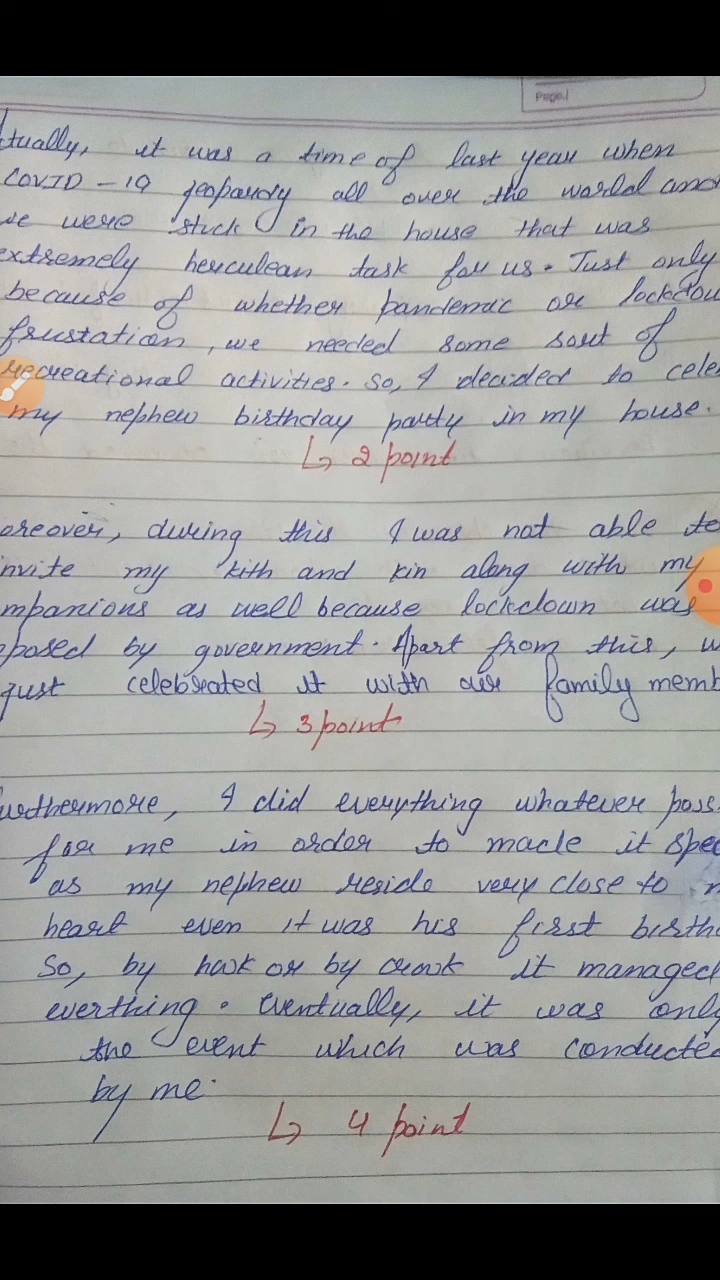 Page.
tually, it was a time of last year when
COVID-19 jeopardy all over the world and
we were stuck in the house that was
extremely herculean task for us. Just only
because of whether pandemic or lockdow
frustation, we needed some sort of
recreational activities. So, I decided to cele
my nephew birthday party in my house.
↳ 2 point
oreover, during this I was not able to
nvite my kith and kin along with my
mpanions as well because lockdown was
posed by government. Apart from this, w
just celebrated it with our family memb
↳ 3 point
urthermore, I did everything whatever poss
for me in order to made it spec
as my nephew reside very close to m
heart even it was his first birthd
So, by hook or by crook it managed
everthing. Eventually, it was only
the event which was conducted
by me.
↳ 4 point